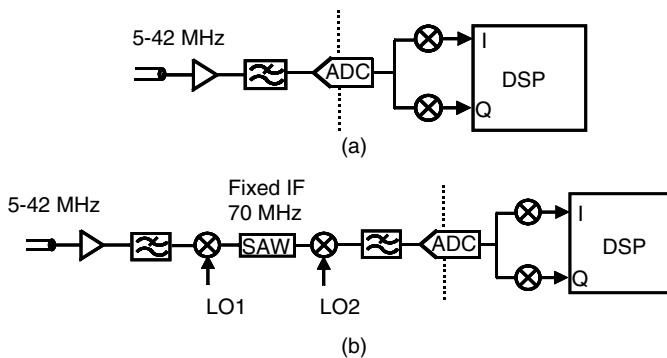 5-42 MHz
ADC
I
Q
DSP
(a)
Fixed IF
70 MHz
5-42 MHz
SAW
ADC
I
Q
DSP
LO1
LO2
(b)